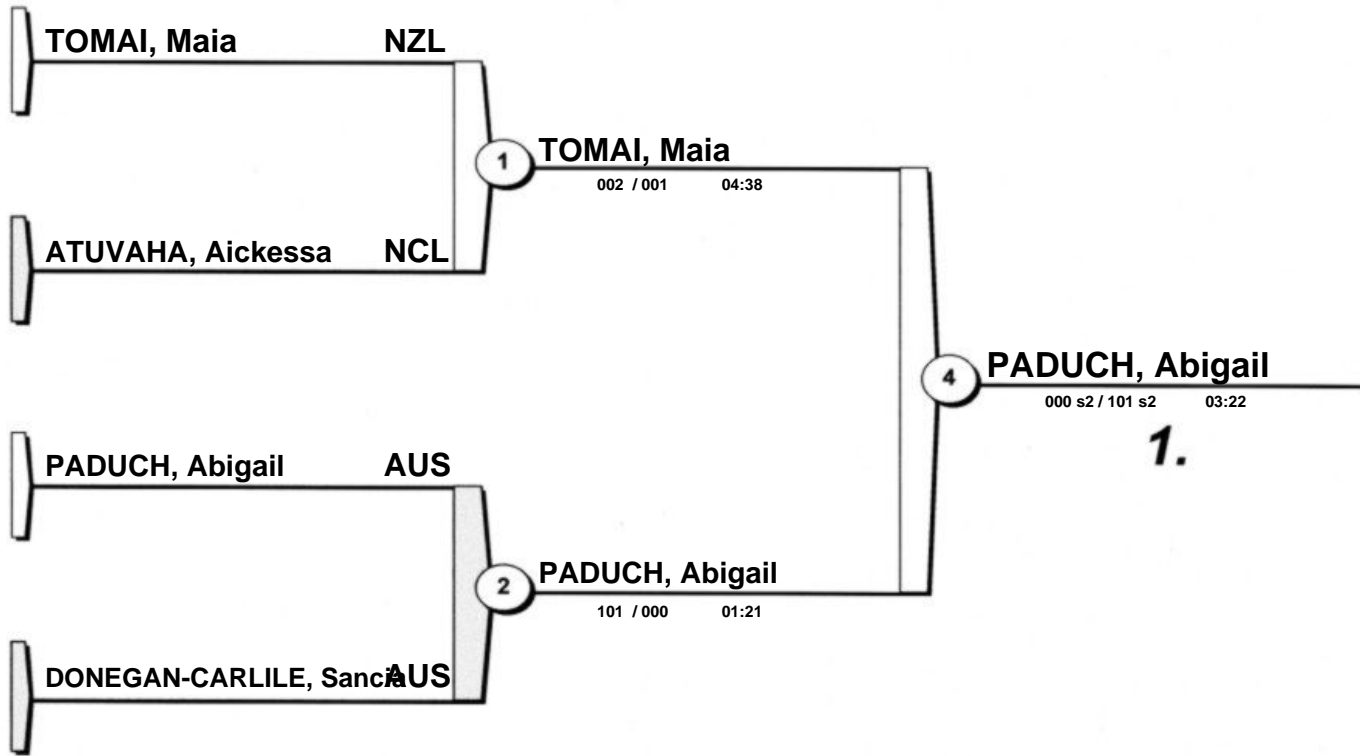 TOMAI, Maia NZL
1 TOMAI, Maia
002 / 001 04:38
ATUVAHA, Aickessa NCL
4 PADUCH, Abigail
000 s2 / 101 s2 03:22
1.
PADUCH, Abigail AUS
2 PADUCH, Abigail
101 / 000 01:21
DONEGAN-CARLILE, Sancia AUS